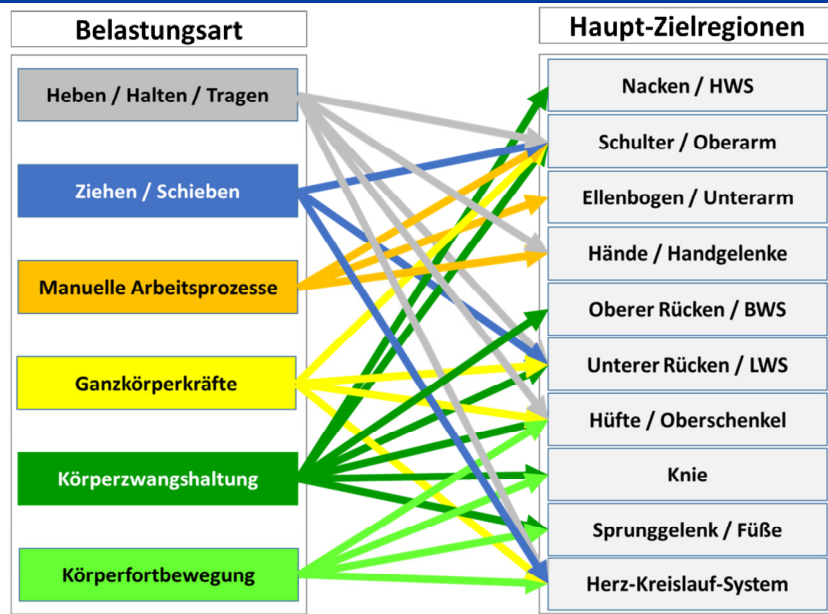 Belastungsart
Heben / Halten / Tragen
Ziehen / Schieben
Manuelle Arbeitsprozesse
Ganzkörperkräfte
Körperzwangshaltung
Körperfortbewegung
Haupt-Zielregionen
Nacken / HWS
Schulter / Oberarm
Ellenbogen / Unterarm
Hände / Handgelenke
Oberer Rücken / BWS
Unterer Rücken / LWS
Hüfte / Oberschenkel
Knie
Sprunggelenk / Füße
Herz-Kreislauf-System